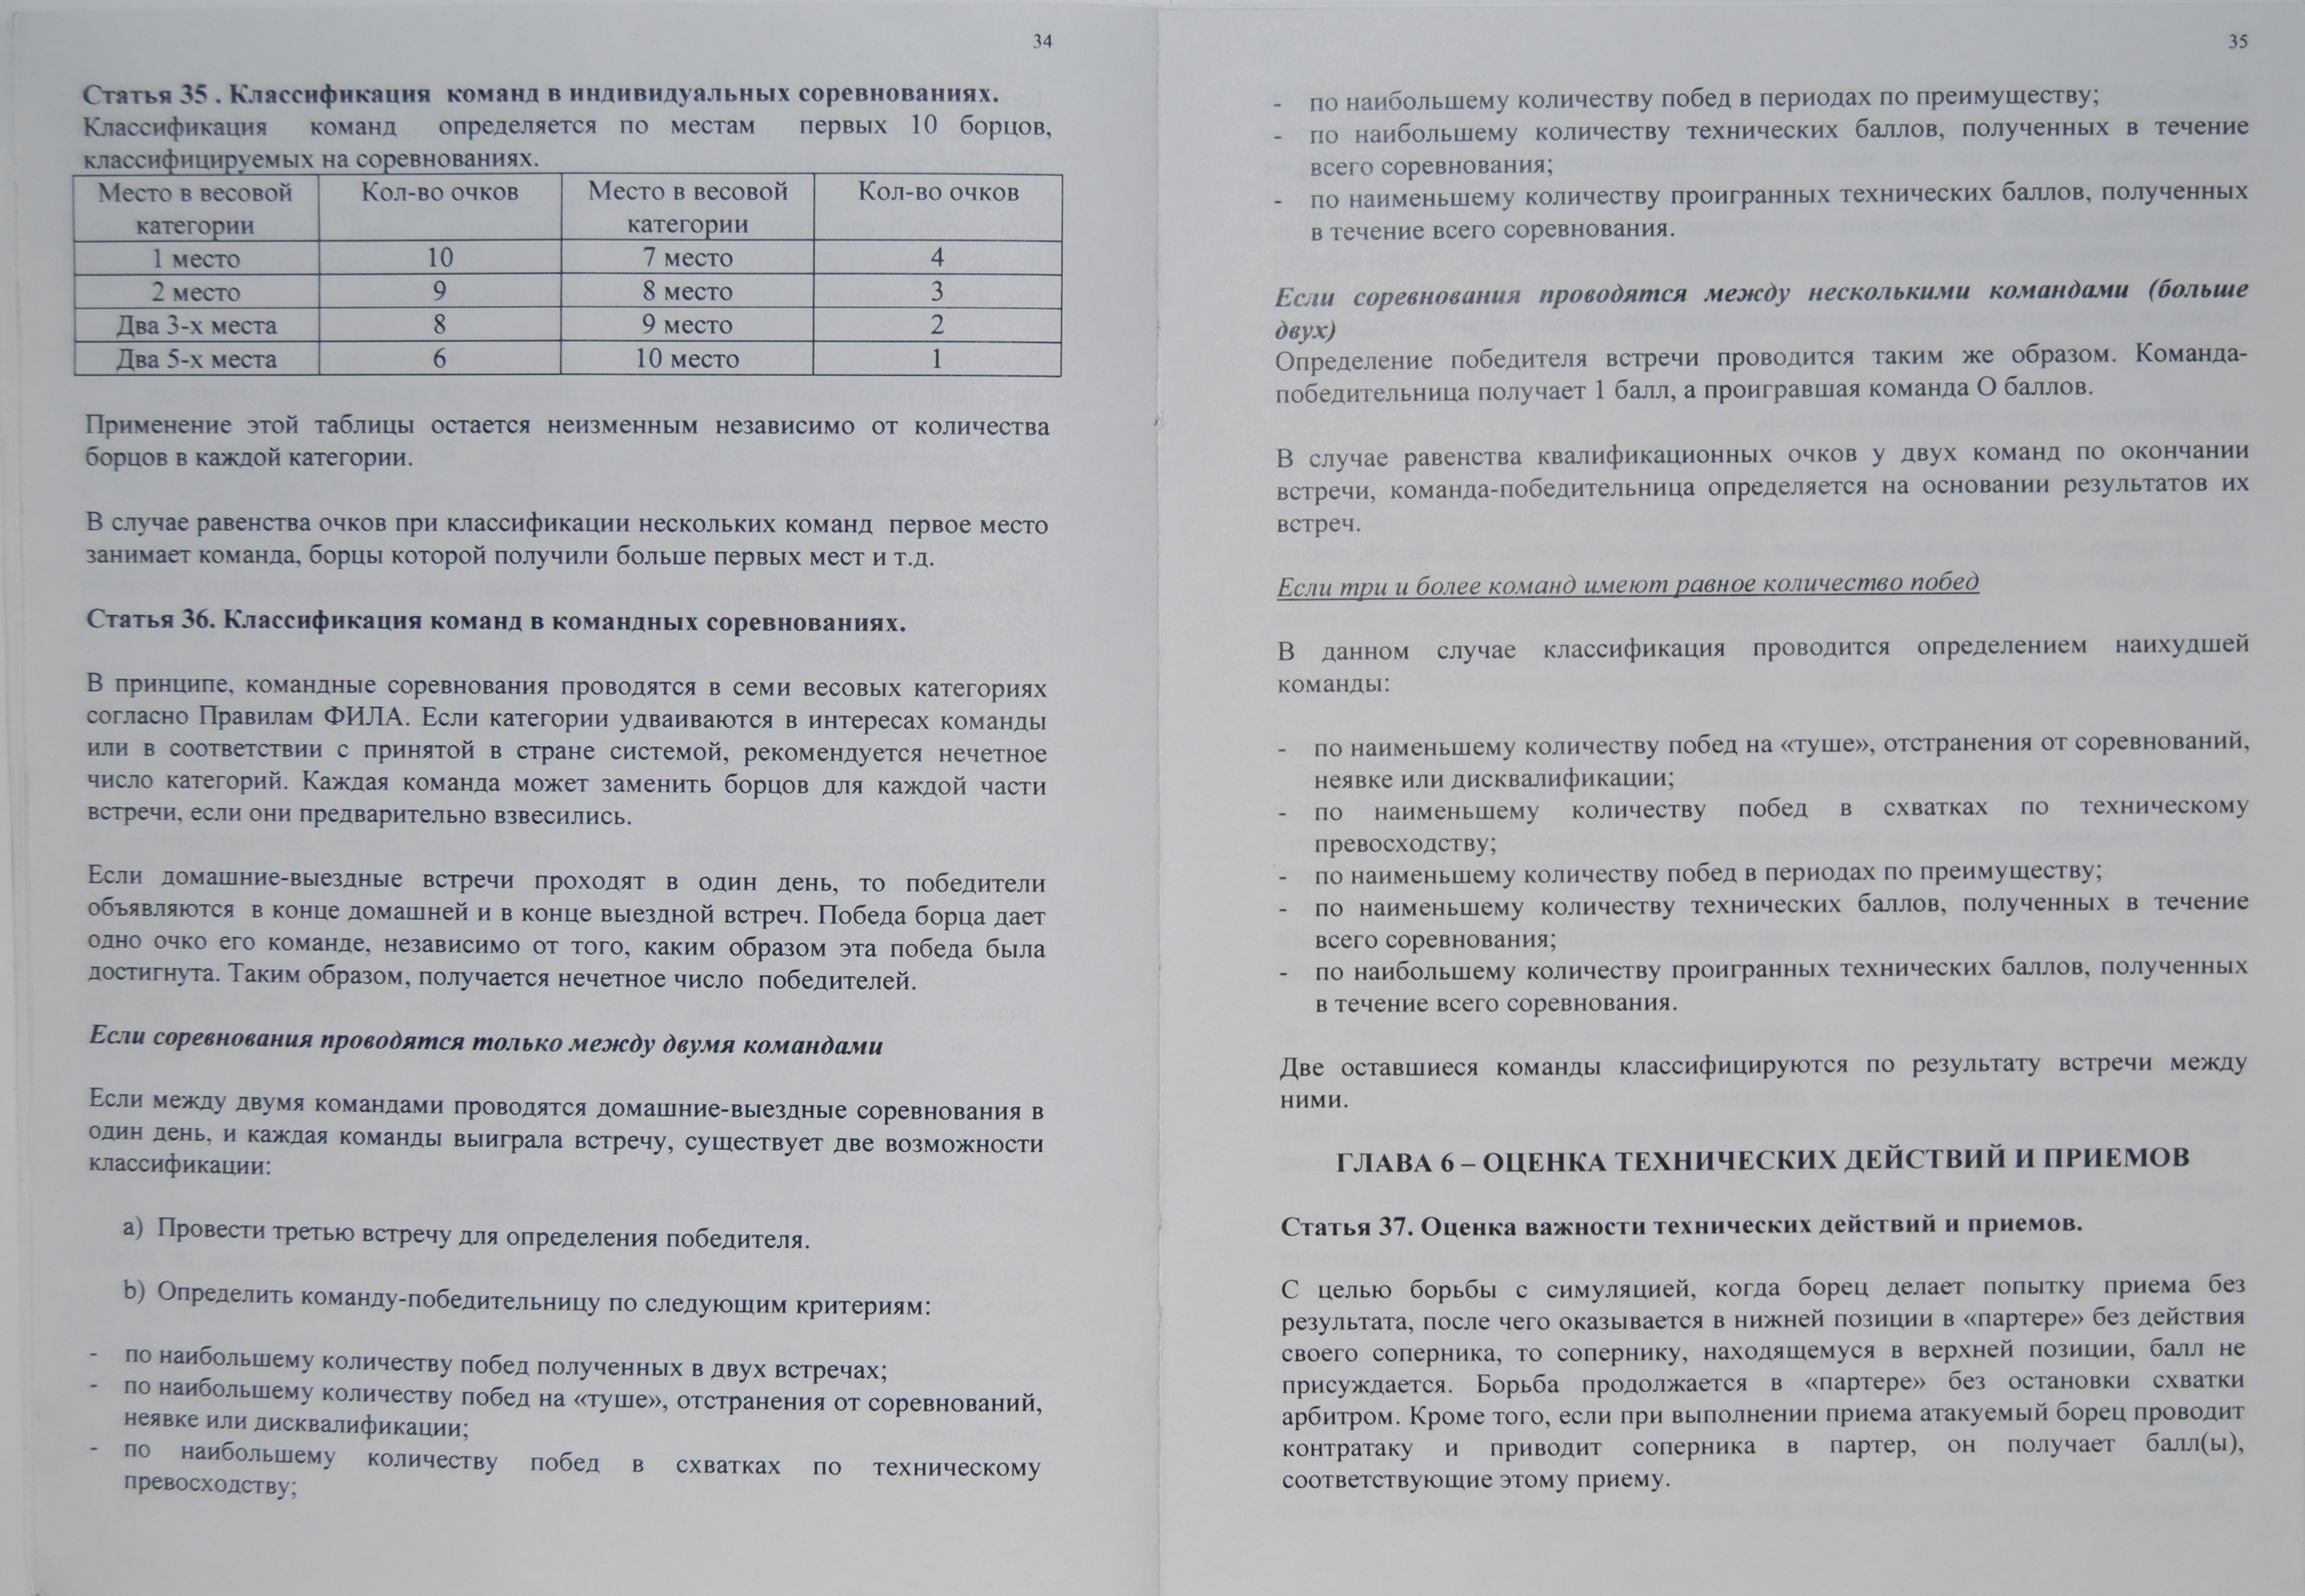 34
Статья 35 . Классификация команд в индивидуальных соревнованиях.
Классификация команд определяется по местам первых 10 борцов,
классифицируемых на соревнованиях.
Место в весовой категории Кол-во очков Место в весовой категории Кол-во очков
1 место 10 7 место 4
2 место 9 8 место 3
Два 3-х места 8 9 место 2
Два 5-х места 6 10 место 1
Применение этой таблицы остается неизменным независимо от количества
борцов в каждой категории.
В случае равенства очков при классификации нескольких команд первое место
занимает команда, борцы которой получили больше первых мест и т.д.
Статья 36. Классификация команд в командных соревнованиях.
В принципе, командные соревнования проводятся в семи весовых категориях
согласно Правилам ФИЛА. Если категории удваиваются в интересах команды
или в соответствии с принятой в стране системой, рекомендуется нечетное
число категорий. Каждая команда может заменить борцов для каждой части
встречи, если они предварительно взвесились.
Если домашние-выездные встречи проходят в один день, то победители
объявляются в конце домашней и в конце выездной встреч. Победа борца дает
одно очко его команде, независимо от того, каким образом эта победа была
достигнута. Таким образом, получается нечетное число победителей.
Если соревнования проводятся только между двумя командами
Если между двумя командами проводятся домашние-выездные соревнования в
один день, и каждая команды выиграла встречу, существует две возможности
классификации:
a) Провести третью встречу для определения победителя.
b) Определить команду-победительницу по следующим критериям:
- по наибольшему количеству побед полученных в двух встречах;
- по наибольшему количеству побед на «туше», отстранения от соревнований,
неявке или дисквалификации;
- по наибольшему количеству побед в схватках по техническому
превосходству;
35
- по наибольшему количеству побед в периодах по преимуществу;
- по наибольшему количеству технических баллов, полученных в течение
всего соревнования;
- по наименьшему количеству проигранных технических баллов, полученных
в течение всего соревнования.
Если соревнования проводятся между несколькими командами (больше
двух)
Определение победителя встречи проводится таким же образом. Команда-
победительница получает 1 балл, а проигравшая команда О баллов.
В случае равенства квалификационных очков у двух команд по окончании
встречи, команда-победительница определяется на основании результатов их
встреч.
Если три и более команд имеют равное количество побед
В данном случае классификация проводится определением наихудшей
команды:
- по наименьшему количеству побед на «туше», отстранения от соревнований,
неявке или дисквалификации;
- по наименьшему количеству побед в схватках по техническому
превосходству;
- по наименьшему количеству побед в периодах по преимуществу;
- по наименьшему количеству технических баллов, полученных в течение
всего соревнования;
- по наибольшему количеству проигранных технических баллов, полученных
в течение всего соревнования.
Две оставшиеся команды классифицируются по результату встречи между
ними.
ГЛАВА 6 – ОЦЕНКА ТЕХНИЧЕСКИХ ДЕЙСТВИЙ И ПРИЕМОВ
Статья 37. Оценка важности технических действий и приемов.
С целью борьбы с симуляцией, когда борец делает попытку приема без
результата, после чего оказывается в нижней позиции в «партере» без действия
своего соперника, то сопернику, находящемуся в верхней позиции, балл не
присуждается. Борьба продолжается в «партере» без остановки схватки
арбитром. Кроме того, если при выполнении приема атакуемый борец проводит
контратаку и приводит соперника в партер, он получает балл(ы),
соответствующие этому приему.